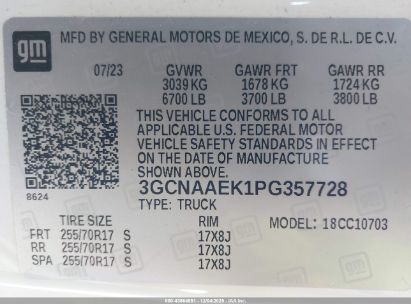 gm
MFD BY GENERAL MOTORS DE MEXICO, S. DE R.L. DE C.V.
07/23 GVWR GAWR FRT GAWR RR
3039 KG 1678 KG 1724 KG
6700 LB 3700 LB 3800 LB
THIS VEHICLE CONFORMS TO ALL
APPLICABLE U.S. FEDERAL MOTOR
VEHICLE SAFETY STANDARDS IN EFFECT
ON THE DATE OF MANUFACTURE
SHOWN ABOVE.
8624
3GCNAAEK1PG357728
TYPE: TRUCK
TIRE SIZE RIM MODEL: 18CC10703
FRT 255/70R17 S 17X8J
RR 255/70R17 S 17X8J
SPA 255/70R17 S 17X8J